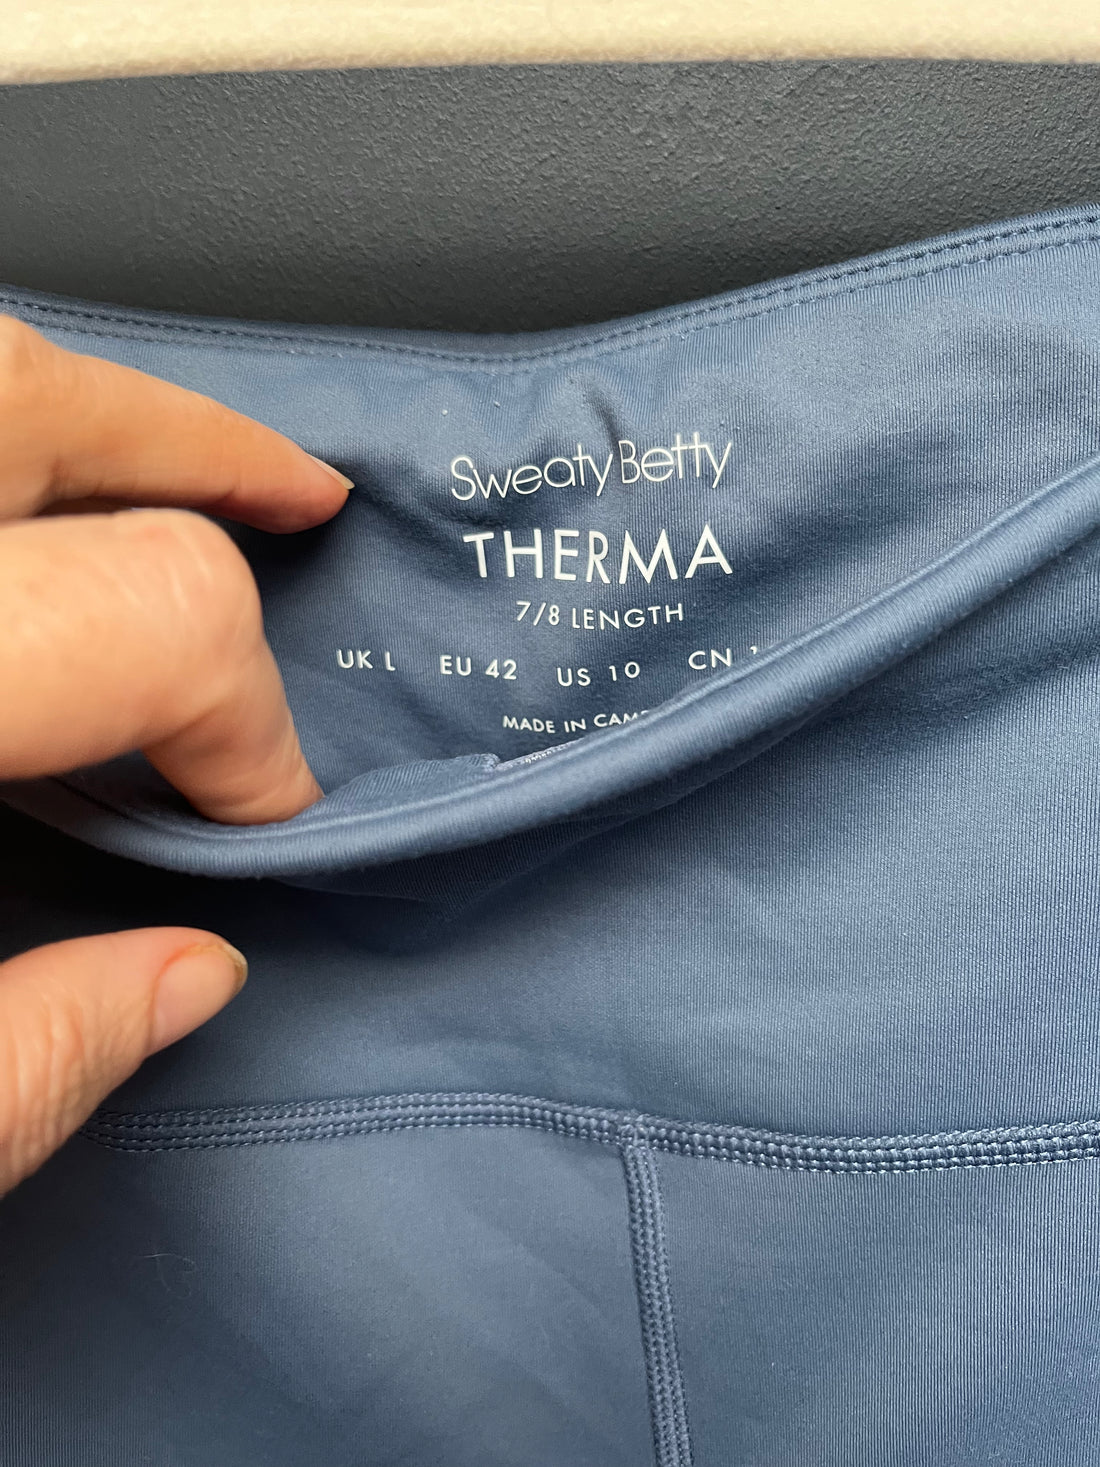 Sweaty Betty
THERMA
7/8 LENGTH
UK L EU 42 US 10 CN
MADE IN